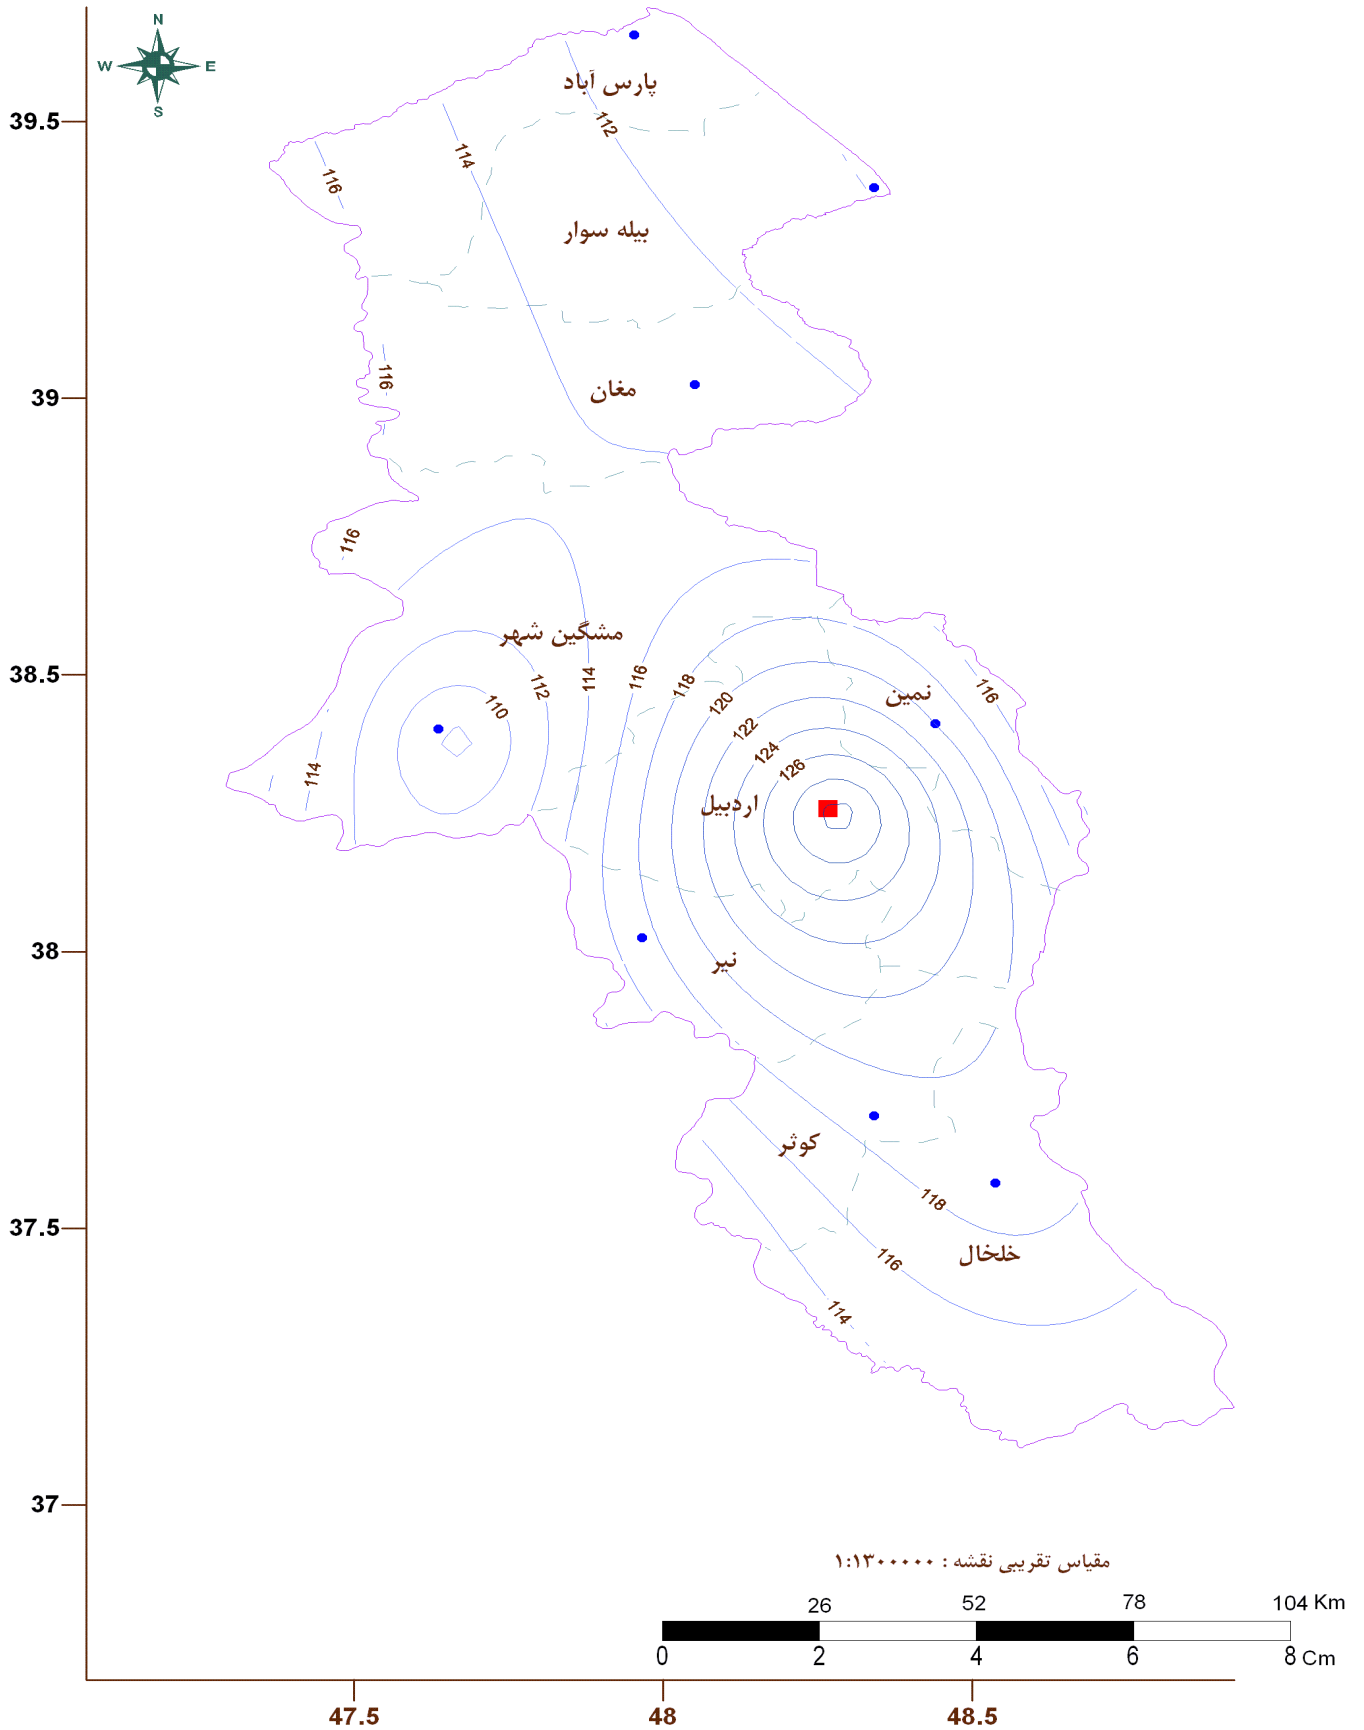 N
W E
S
39.5
39
38.5
38
37.5
37
پارس آباد
112
114
116
بیله سوار
116
مغان
116
مشگین شهر
114
116
118
112
110
120
نمین
116
122
124
114
126
اردبیل
نیر
کوثر
118
116
خلخال
114
مقیاس تقریبی نقشه : ۱:۱۳۰۰۰۰۰
26 52 78 104 Km
0 2 4 6 8 Cm
47.5 48 48.5